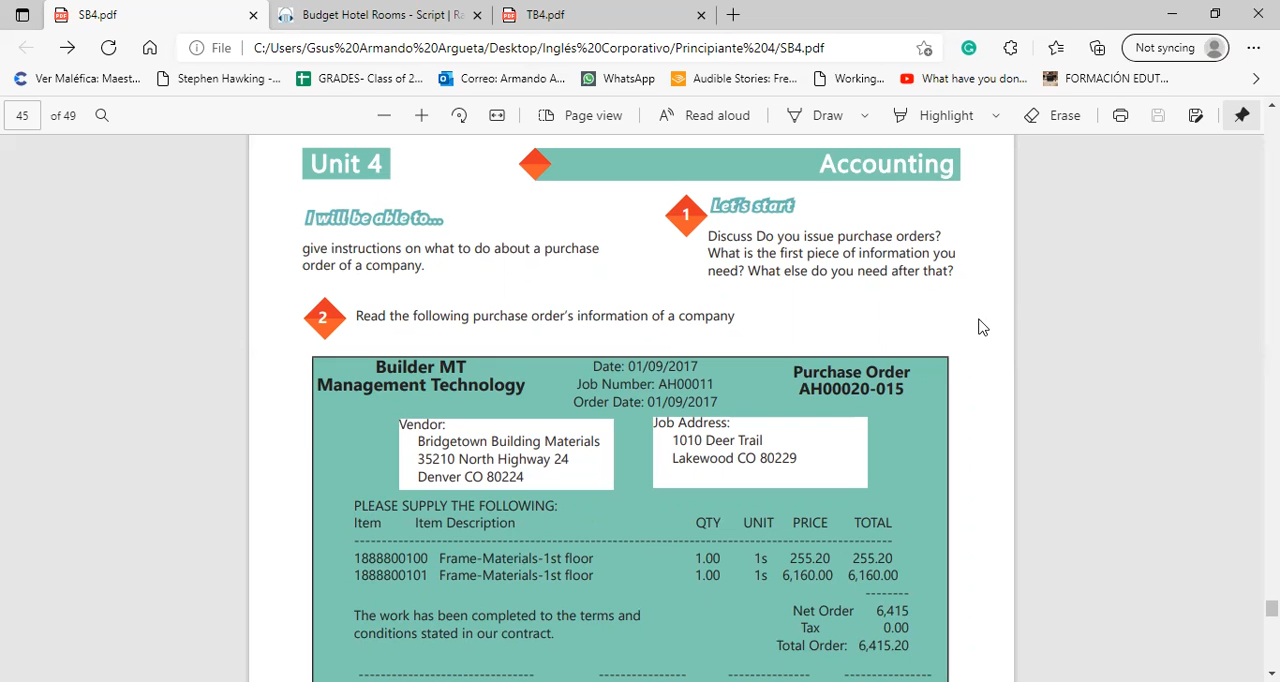 SB4.pdf
Budget Hotel Rooms - Script | Ra
TB4.pdf
File C:/Users/Gsus%20Armando%20Argueta/Desktop/Inglés%20Corporativo/Principiante%204/SB4.pdf
Not syncing
Ver Maléfica: Maest...
Stephen Hawking -...
GRADES- Class of 2...
Correo: Armando A...
WhatsApp
Audible Stories: Fre...
Working...
What have you don...
FORMACIÓN EDUT...
45 of 49
Page view
Read aloud
Draw
Highlight
Erase
Unit 4
Accounting
I will be able to...
give instructions on what to do about a purchase
order of a company.
1
Let's start
Discuss Do you issue purchase orders?
What is the first piece of information you
need? What else do you need after that?
2
Read the following purchase order's information of a company
Builder MT
Management Technology
Date: 01/09/2017
Job Number: AH00011
Order Date: 01/09/2017
Purchase Order
AH00020-015
Vendor:
Bridgetown Building Materials
35210 North Highway 24
Denver CO 80224
Job Address:
1010 Deer Trail
Lakewood CO 80229
PLEASE SUPPLY THE FOLLOWING:
Item Item Description QTY UNIT PRICE TOTAL
1888800100 Frame-Materials-1st floor 1.00 1s 255.20 255.20
1888800101 Frame-Materials-1st floor 1.00 1s 6,160.00 6,160.00
The work has been completed to the terms and
conditions stated in our contract.
Net Order 6,415
Tax 0.00
Total Order: 6,415.20